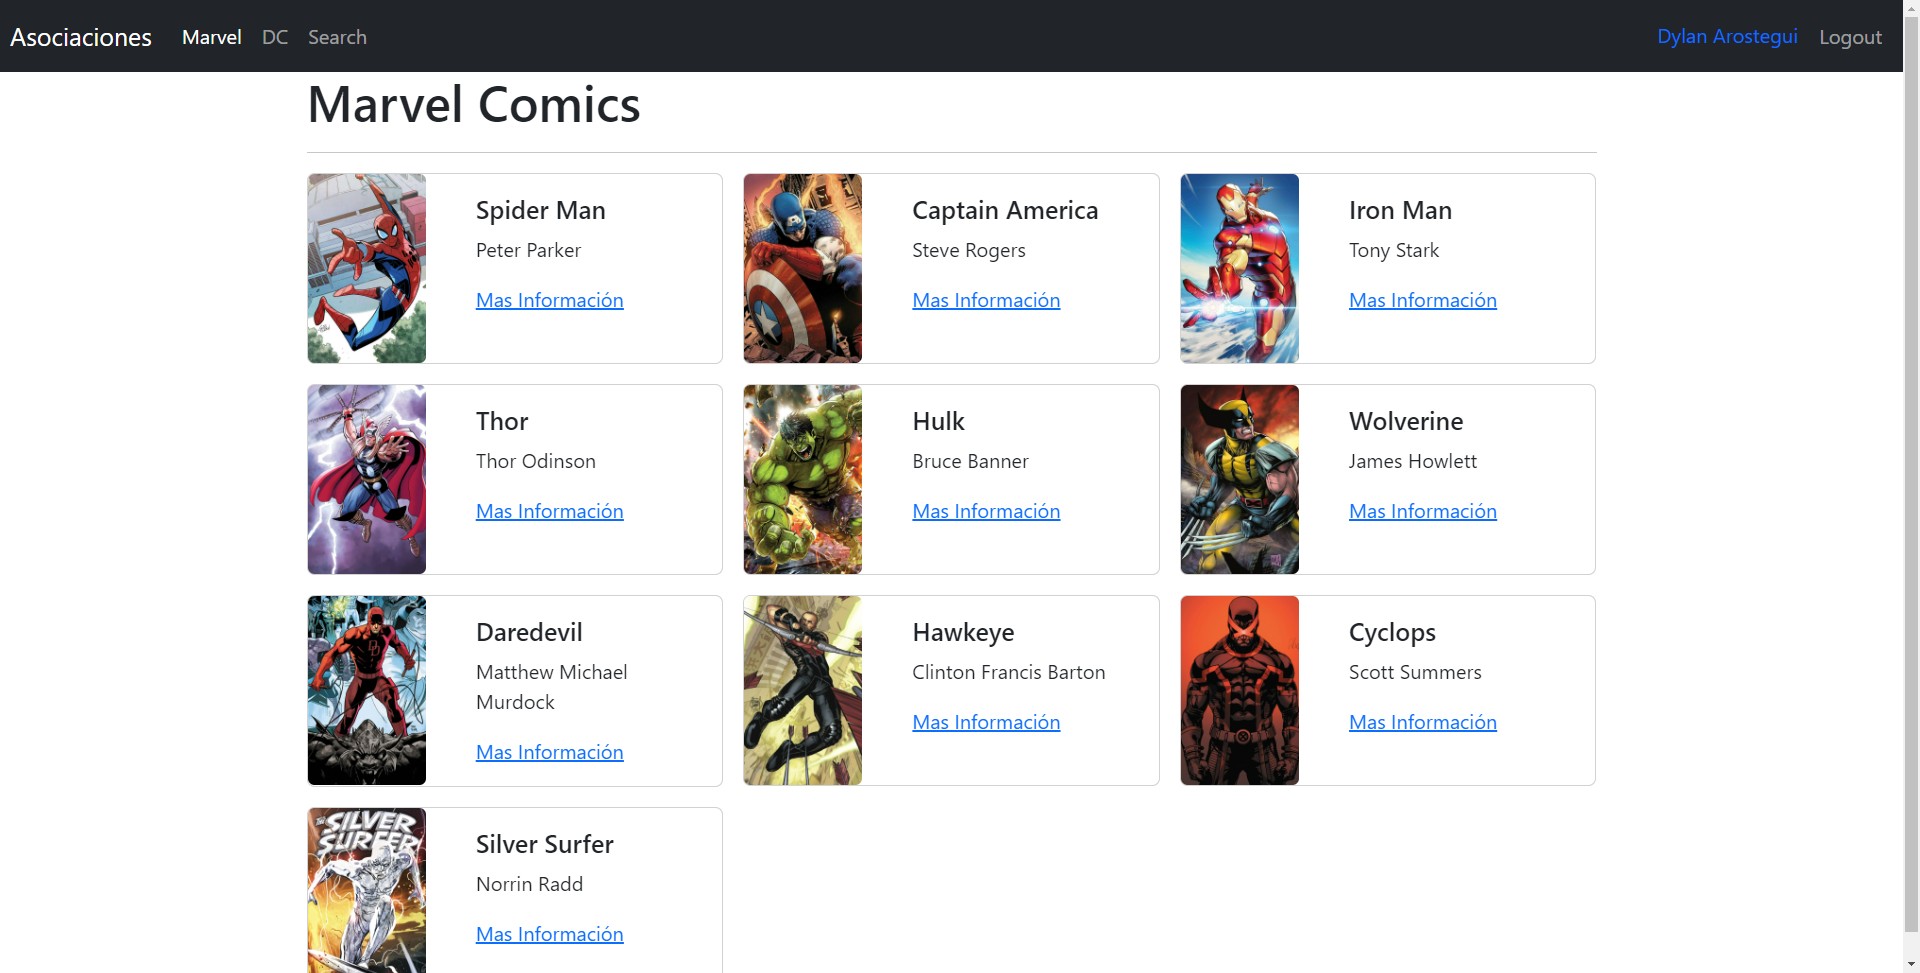 Asociaciones Marvel DC Search Dylan Arostegui Logout
Marvel Comics
Spider Man
Peter Parker
Mas Información
Captain America
Steve Rogers
Mas Información
Iron Man
Tony Stark
Mas Información
Thor
Thor Odinson
Mas Información
Hulk
Bruce Banner
Mas Información
Wolverine
James Howlett
Mas Información
Daredevil
Matthew Michael
Murdock
Mas Información
Hawkeye
Clinton Francis Barton
Mas Información
Cyclops
Scott Summers
Mas Información
SILVER
SURFER
Silver Surfer
Norrin Radd
Mas Información